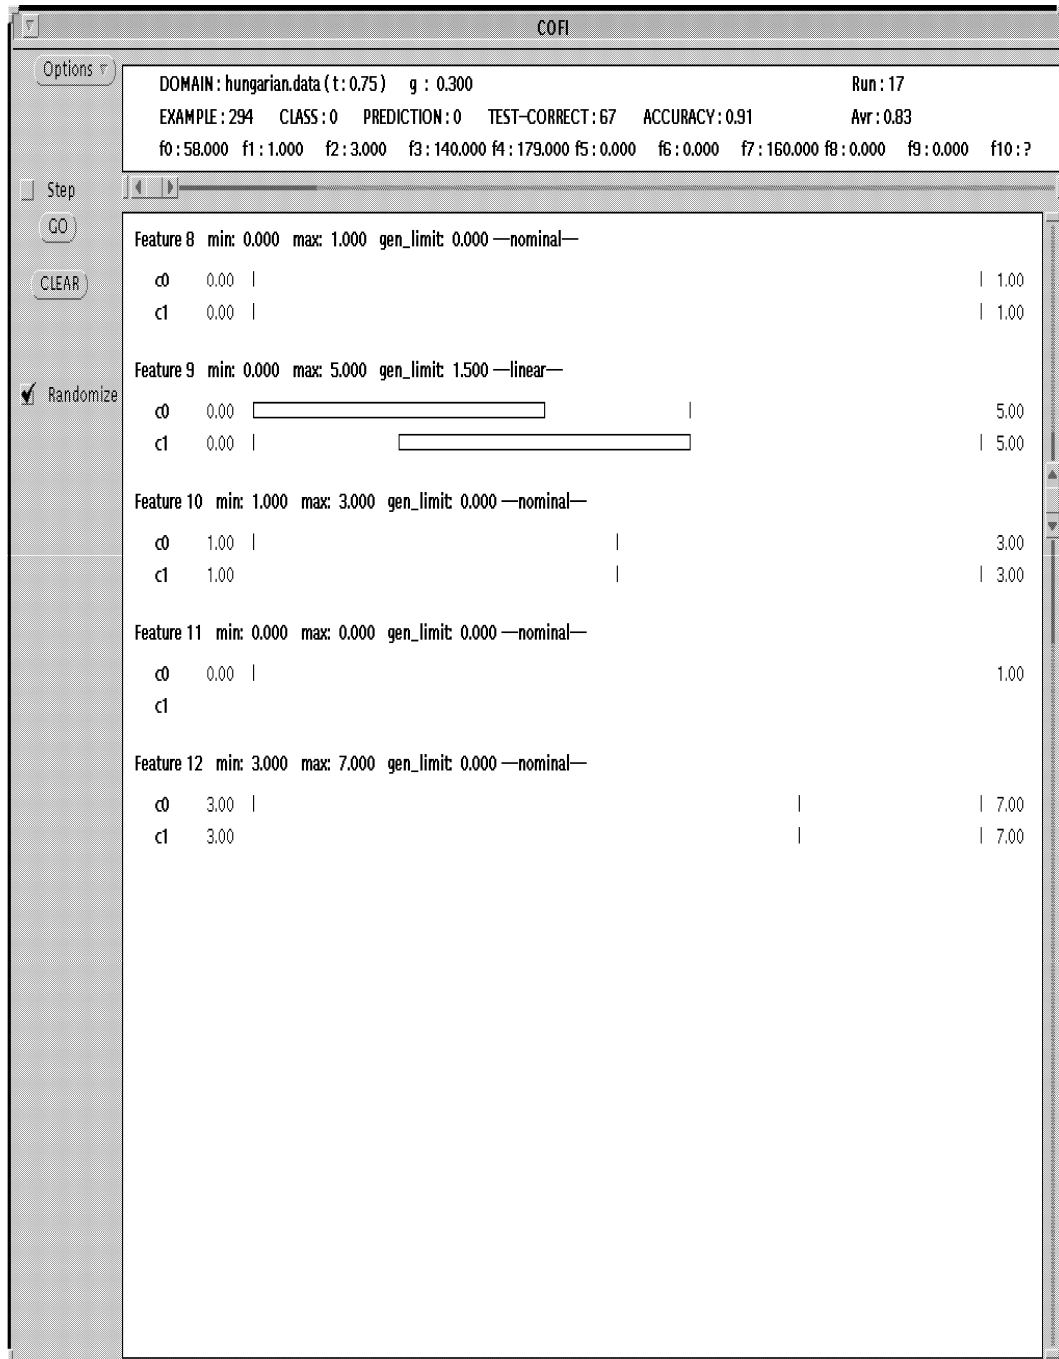 COFI
Options
DOMAIN : hungarian.data ( t : 0.75 ) g : 0.300 Run : 17
EXAMPLE : 294 CLASS : 0 PREDICTION : 0 TEST-CORRECT : 67 ACCURACY : 0.91 Avr : 0.83
f0 : 58.000 f1 : 1.000 f2 : 3.000 f3 : 140.000 f4 : 179.000 f5 : 0.000 f6 : 0.000 f7 : 160.000 f8 : 0.000 f9 : 0.000 f10 : ?
Step
GO
CLEAR
Randomize
Feature 8 min: 0.000 max: 1.000 gen_limit: 0.000 —nominal—
c0 0.00 1.00
c1 0.00 1.00
Feature 9 min: 0.000 max: 5.000 gen_limit: 1.500 —linear—
c0 0.00 5.00
c1 0.00 5.00
Feature 10 min: 1.000 max: 3.000 gen_limit: 0.000 —nominal—
c0 1.00 3.00
c1 1.00 3.00
Feature 11 min: 0.000 max: 0.000 gen_limit: 0.000 —nominal—
c0 0.00 1.00
c1
Feature 12 min: 3.000 max: 7.000 gen_limit: 0.000 —nominal—
c0 3.00 7.00
c1 3.00 7.00